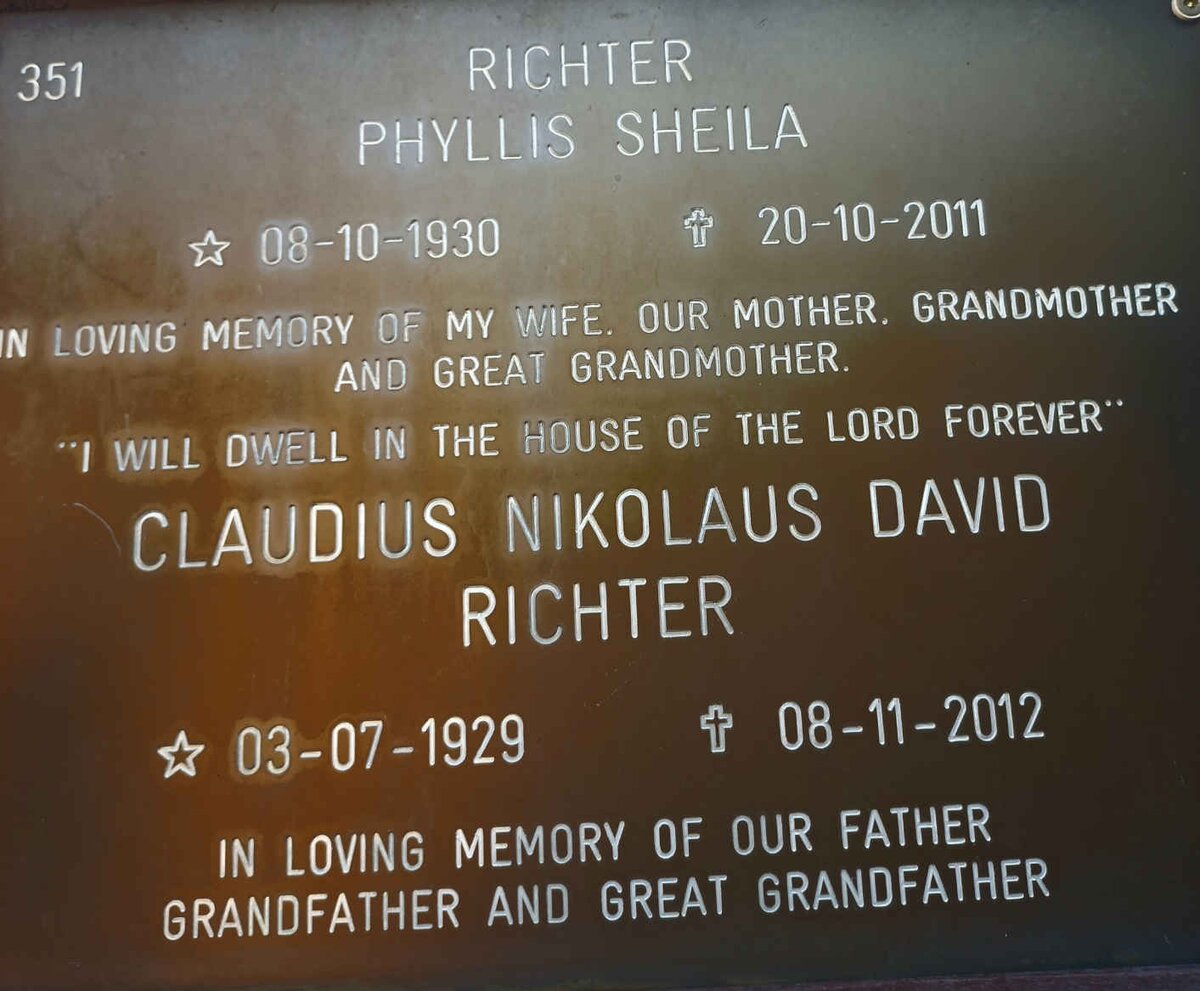 351
RICHTER
PHYLLIS SHEILA
08-10-1930 20-10-2011
IN LOVING MEMORY OF MY WIFE. OUR MOTHER. GRANDMOTHER
AND GREAT GRANDMOTHER.
"I WILL DWELL IN THE HOUSE OF THE LORD FOREVER"
CLAUDIUS NIKOLAUS DAVID
RICHTER
03-07-1929 08-11-2012
IN LOVING MEMORY OF OUR FATHER
GRANDFATHER AND GREAT GRANDFATHER